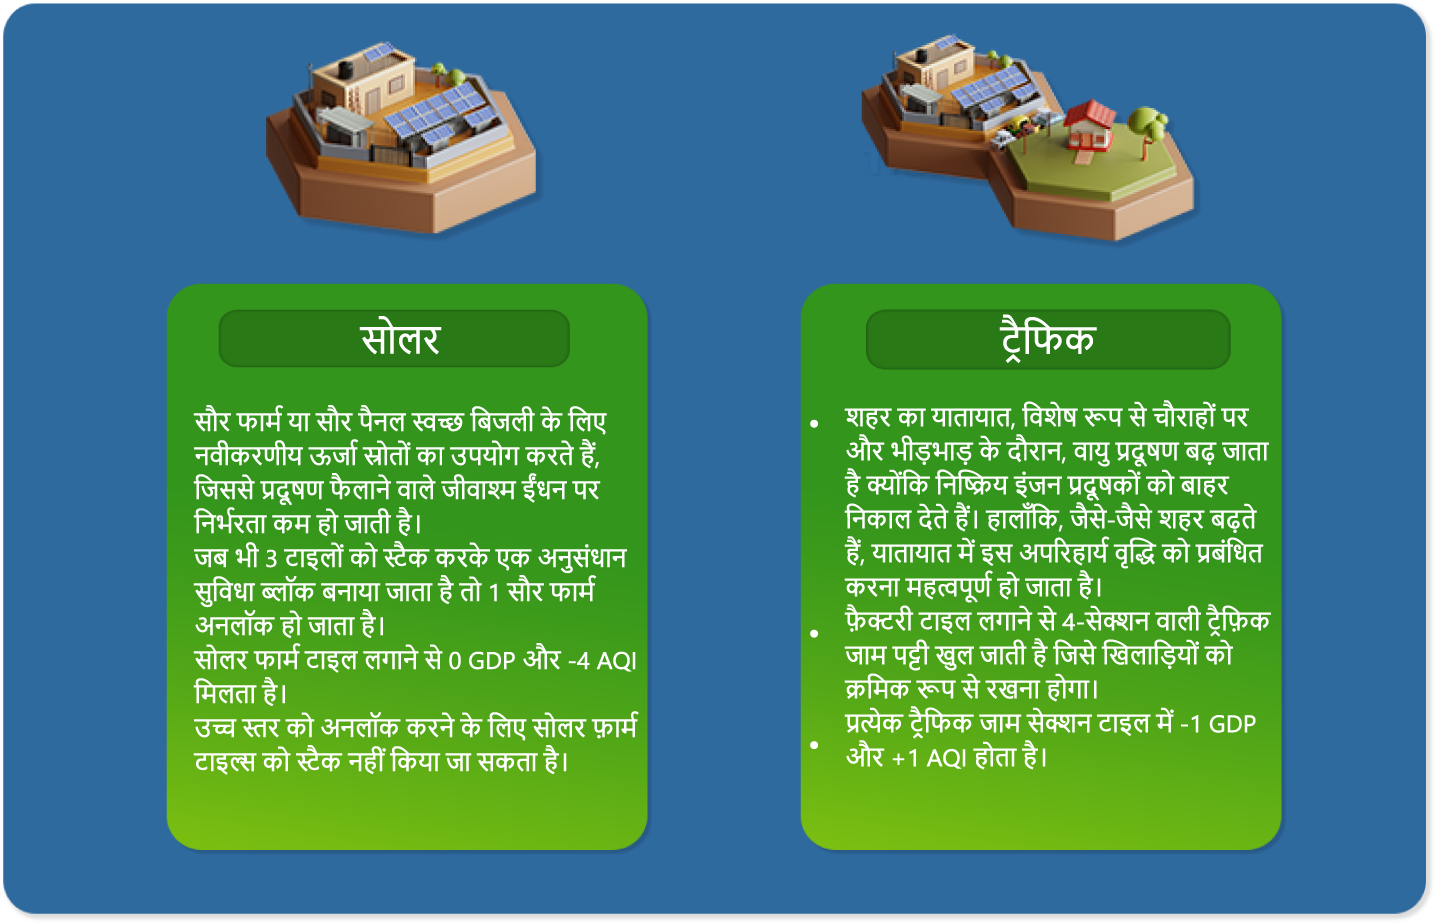 सोलर
सौर फार्म या सौर पैनल स्वच्छ बिजली के लिए
नवीकरणीय ऊर्जा स्रोतों का उपयोग करते हैं,
जिससे प्रदूषण फैलाने वाले जीवाश्म ईंधन पर
निर्भरता कम हो जाती है।
जब भी 3 टाइलों को स्टैक करके एक अनुसंधान
सुविधा ब्लॉक बनाया जाता है तो 1 सौर फार्म
अनलॉक हो जाता है।
सोलर फार्म टाइल लगाने से 0 GDP और -4 AQI
मिलता है।
उच्च स्तर को अनलॉक करने के लिए सोलर फ़ार्म
टाइल्स को स्टैक नहीं किया जा सकता है।
ट्रैफिक
• शहर का यातायात, विशेष रूप से चौराहों पर
और भीड़भाड़ के दौरान, वायु प्रदूषण बढ़ जाता
है क्योंकि निष्क्रिय इंजन प्रदूषकों को बाहर
निकाल देते हैं। हालाँकि, जैसे-जैसे शहर बढ़ते
हैं, यातायात में इस अपरिहार्य वृद्धि को प्रबंधित
करना महत्वपूर्ण हो जाता है।
• फ़ैक्टरी टाइल लगाने से 4-सेक्शन वाली ट्रैफ़िक
जाम पट्टी खुल जाती है जिसे खिलाड़ियों को
क्रमिक रूप से रखना होगा।
• प्रत्येक ट्रैफिक जाम सेक्शन टाइल में -1 GDP
और +1 AQI होता है।